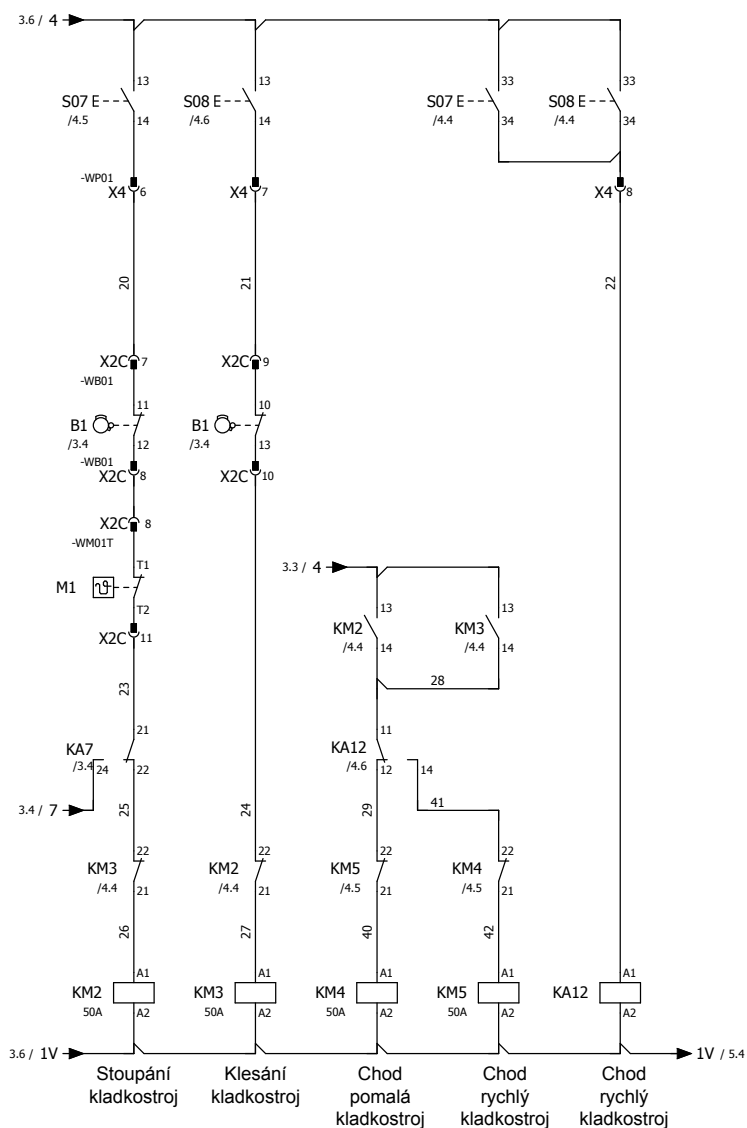 3.6 / 4
13 13 33 33
S07 E S08 E S07 E S08 E
/4.5 14 /4.6 14 /4.4 34 /4.4 34
-WP01
X4 6 X4 7 X4 8
20 21 22
X2C 7 X2C 9
-WB01
11 10
B1 B1
/3.4 12 /3.4 13
-WB01
X2C 8 X2C 10
X2C 8
-WM01T
T1 3.3 / 4
M1 ϑ
T2 13 13
KM2 KM3
X2C 11 /4.4 14 /4.4 14
23 28
21 11
KA7 KA12
/3.4 24 22 /4.6 12 14
3.4 / 7 25 24 29 41
22 22 22 22
KM3 KM2 KM5 KM4
/4.4 21 /4.4 21 /4.5 21 /4.5 21
26 27 40 42
A1 A1 A1 A1 A1
KM2 KM3 KM4 KM5 KA12
50A A2 50A A2 50A A2 50A A2 A2
3.6 / 1V 1V / 5.4
Stoupání Klesání Chod Chod Chod
kladkostroj kladkostroj pomalá rychlý rychlý
kladkostroj kladkostroj kladkostroj